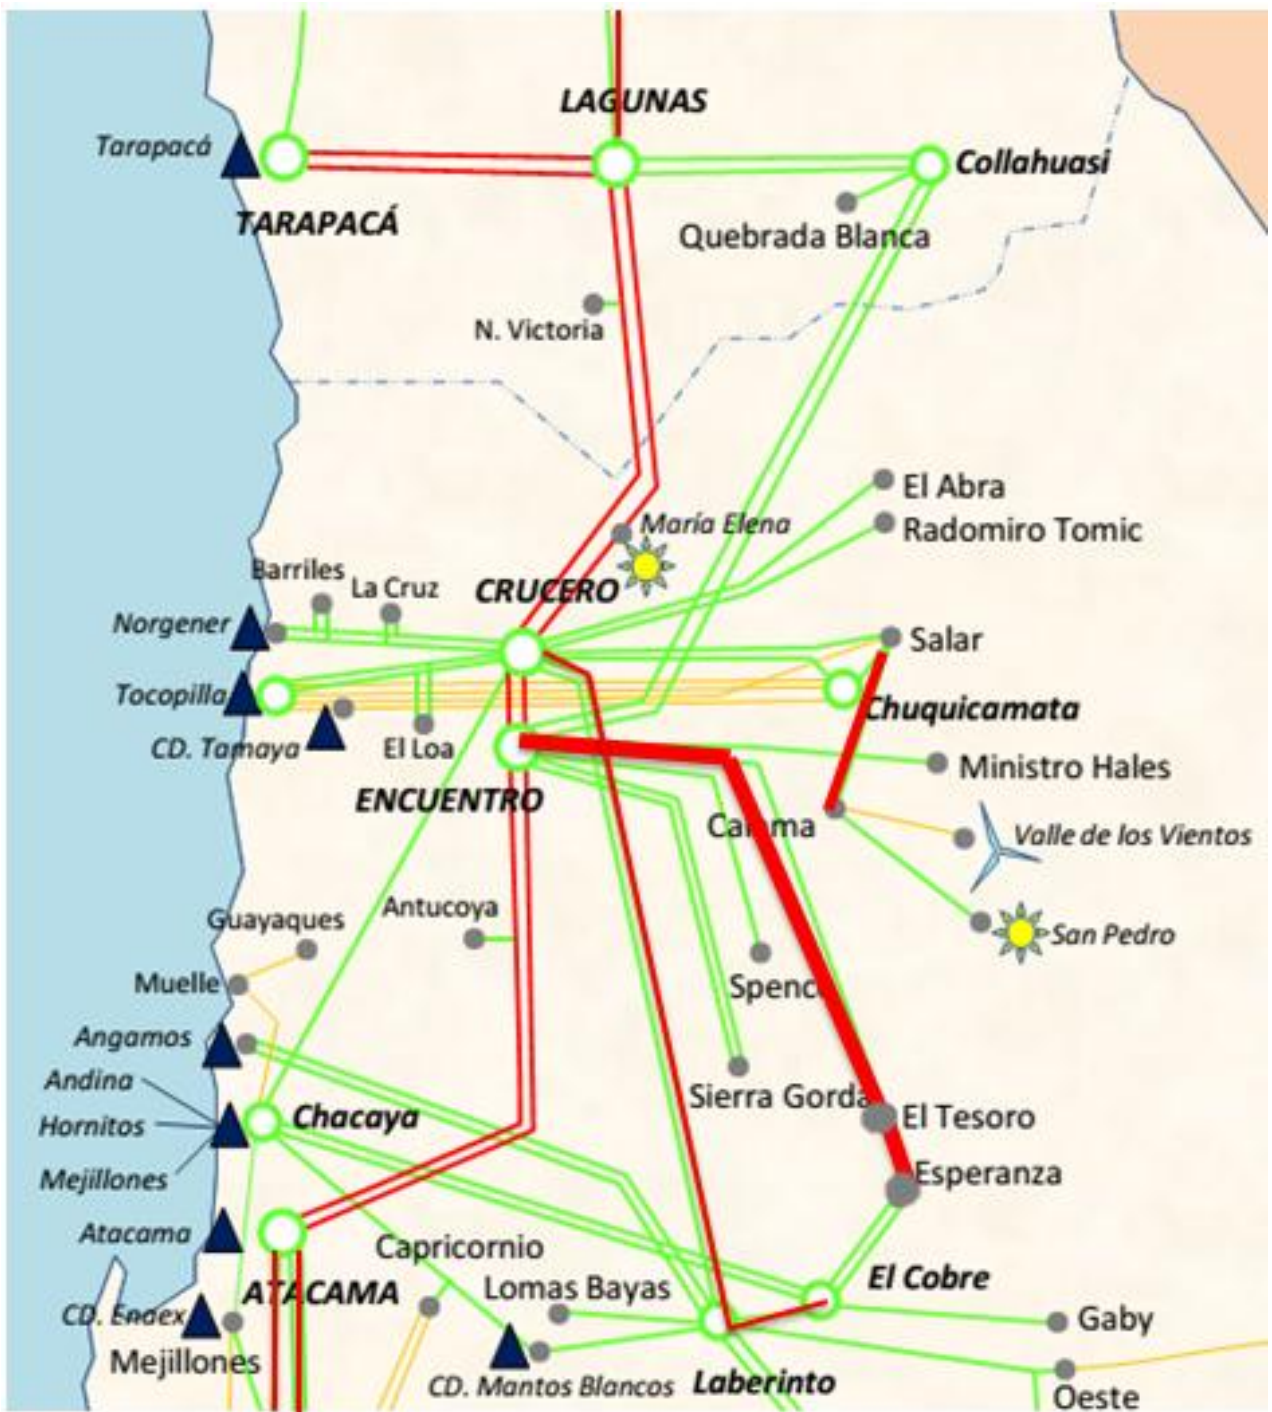 LAGUNAS
Tarapacá
Collahuasi
TARAPACÁ
Quebrada Blanca
N. Victoria
El Abra
María Elena
Radomiro Tomic
Barriles
La Cruz
CRUCERO
Norgener
Salar
Tocopilla
Chuquicamata
CD. Tamaya
El Loa
Ministro Hales
ENCUENTRO
Calama
Valle de los Vientos
Antucoya
Guayaques
San Pedro
Muelle
Spence
Angamos
Andina
Sierra Gorda
El Tesoro
Chacaya
Hornitos
Mejillones
Esperanza
Atacama
Capricornio
El Cobre
Lomas Bayas
ATACAMA
CD. Enaex
Gaby
Mejillones
CD. Mantos Blancos
Laberinto
Oeste